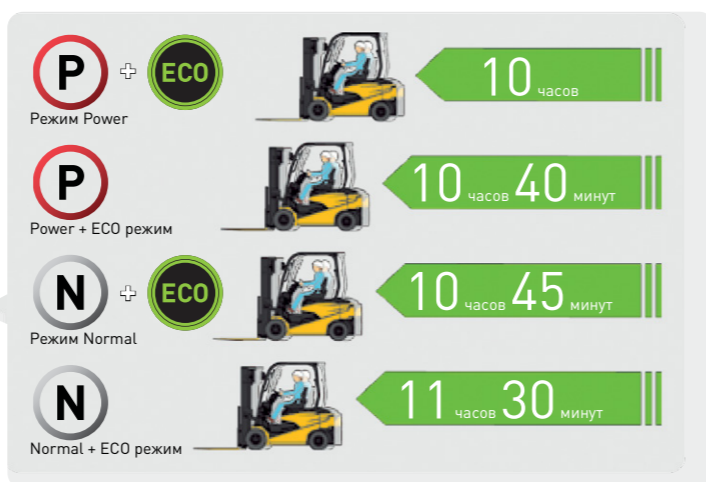 P + ECO
Режим Power
10 часов
P
Power + ECO режим
10 часов 40 минут
N + ECO
Режим Normal
10 часов 45 минут
N
Normal + ECO режим
11 часов 30 минут